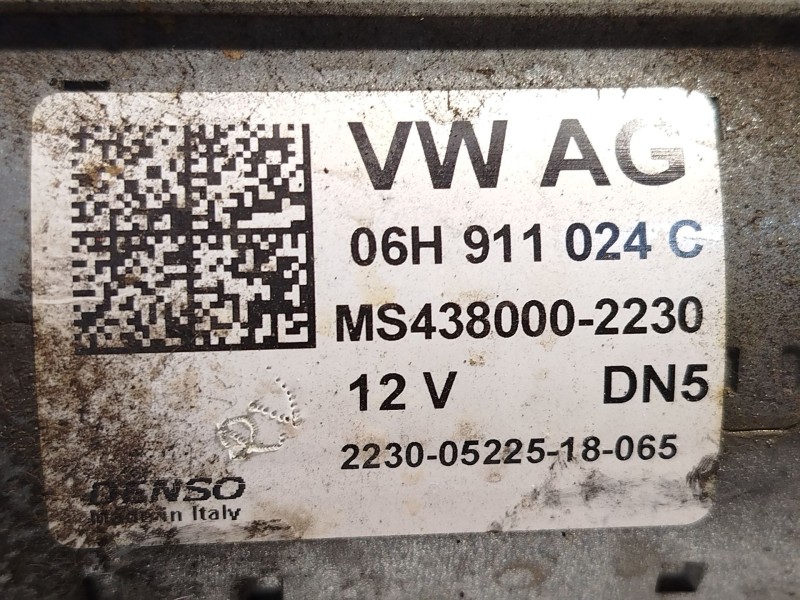 VW AG
06H 911 024 C
MS438000-2230
12 V DN5
2230-05225-18-065
DENSO
Made in Italy